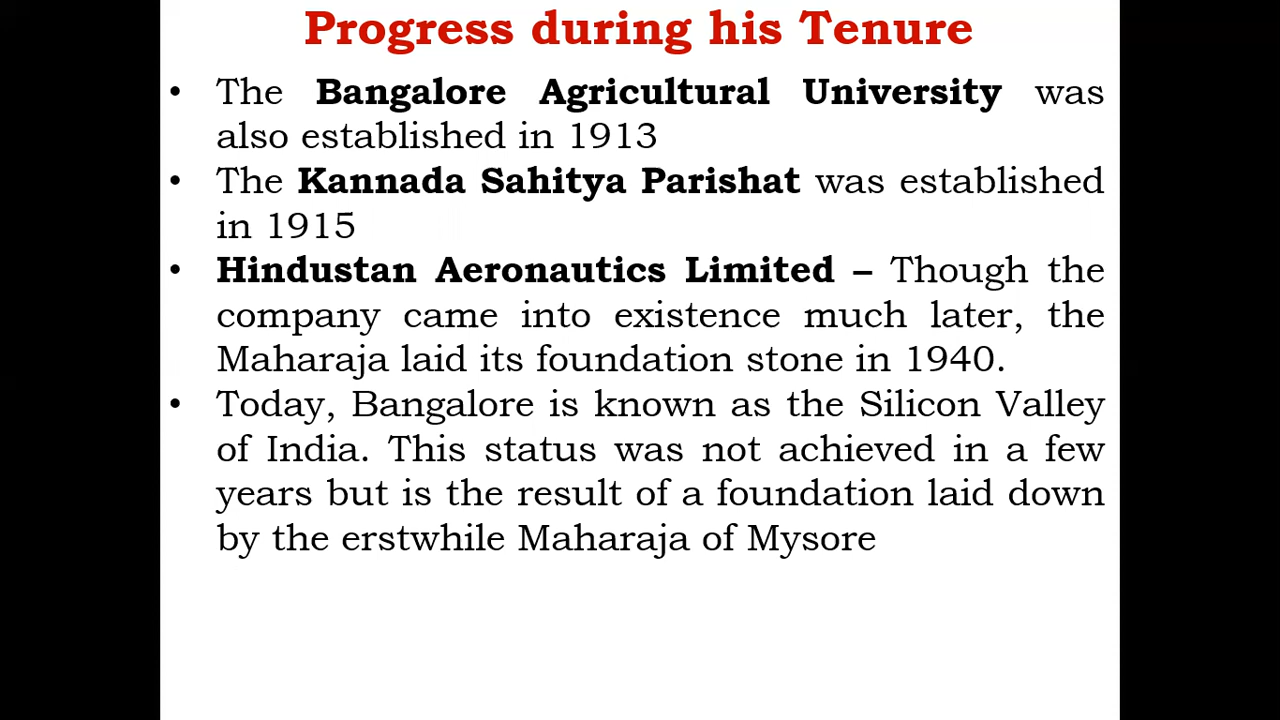 Progress during his Tenure
• The Bangalore Agricultural University was
also established in 1913
• The Kannada Sahitya Parishat was established
in 1915
• Hindustan Aeronautics Limited – Though the
company came into existence much later, the
Maharaja laid its foundation stone in 1940.
• Today, Bangalore is known as the Silicon Valley
of India. This status was not achieved in a few
years but is the result of a foundation laid down
by the erstwhile Maharaja of Mysore